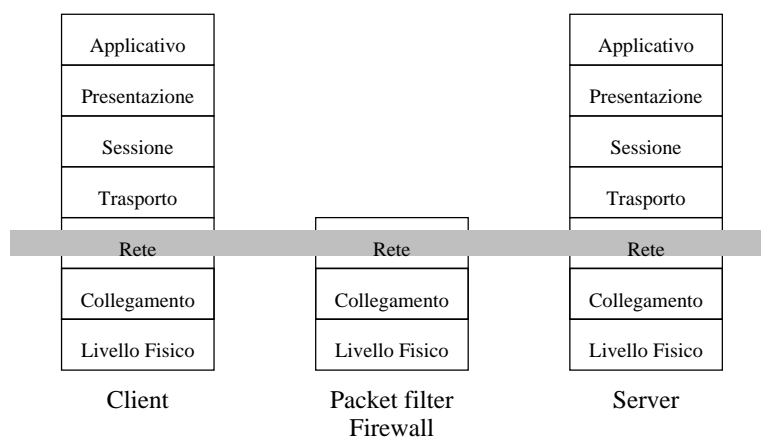 Applicativo
Presentazione
Sessione
Trasporto
Rete
Collegamento
Livello Fisico
Client
Rete
Collegamento
Livello Fisico
Packet filter
Firewall
Applicativo
Presentazione
Sessione
Trasporto
Rete
Collegamento
Livello Fisico
Server